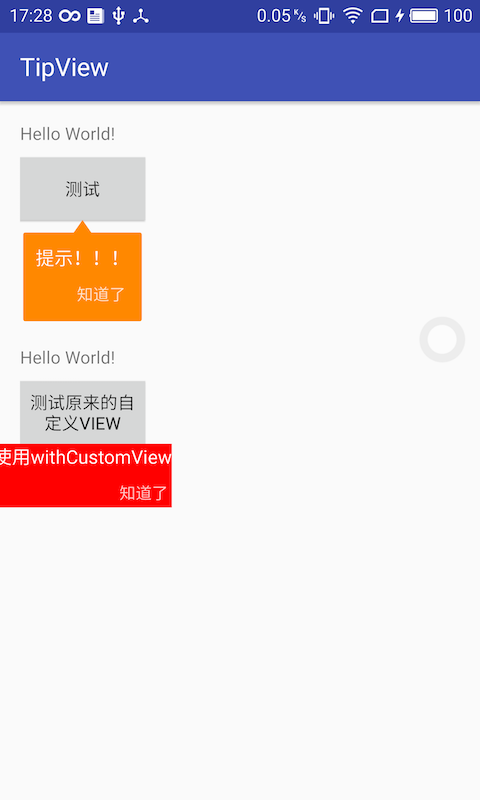 17:28 0.05 K/s 100
TipView
Hello World!
测试
提示！！！
知道了
Hello World!
测试原来的自
定义VIEW
使用withCustomView
知道了